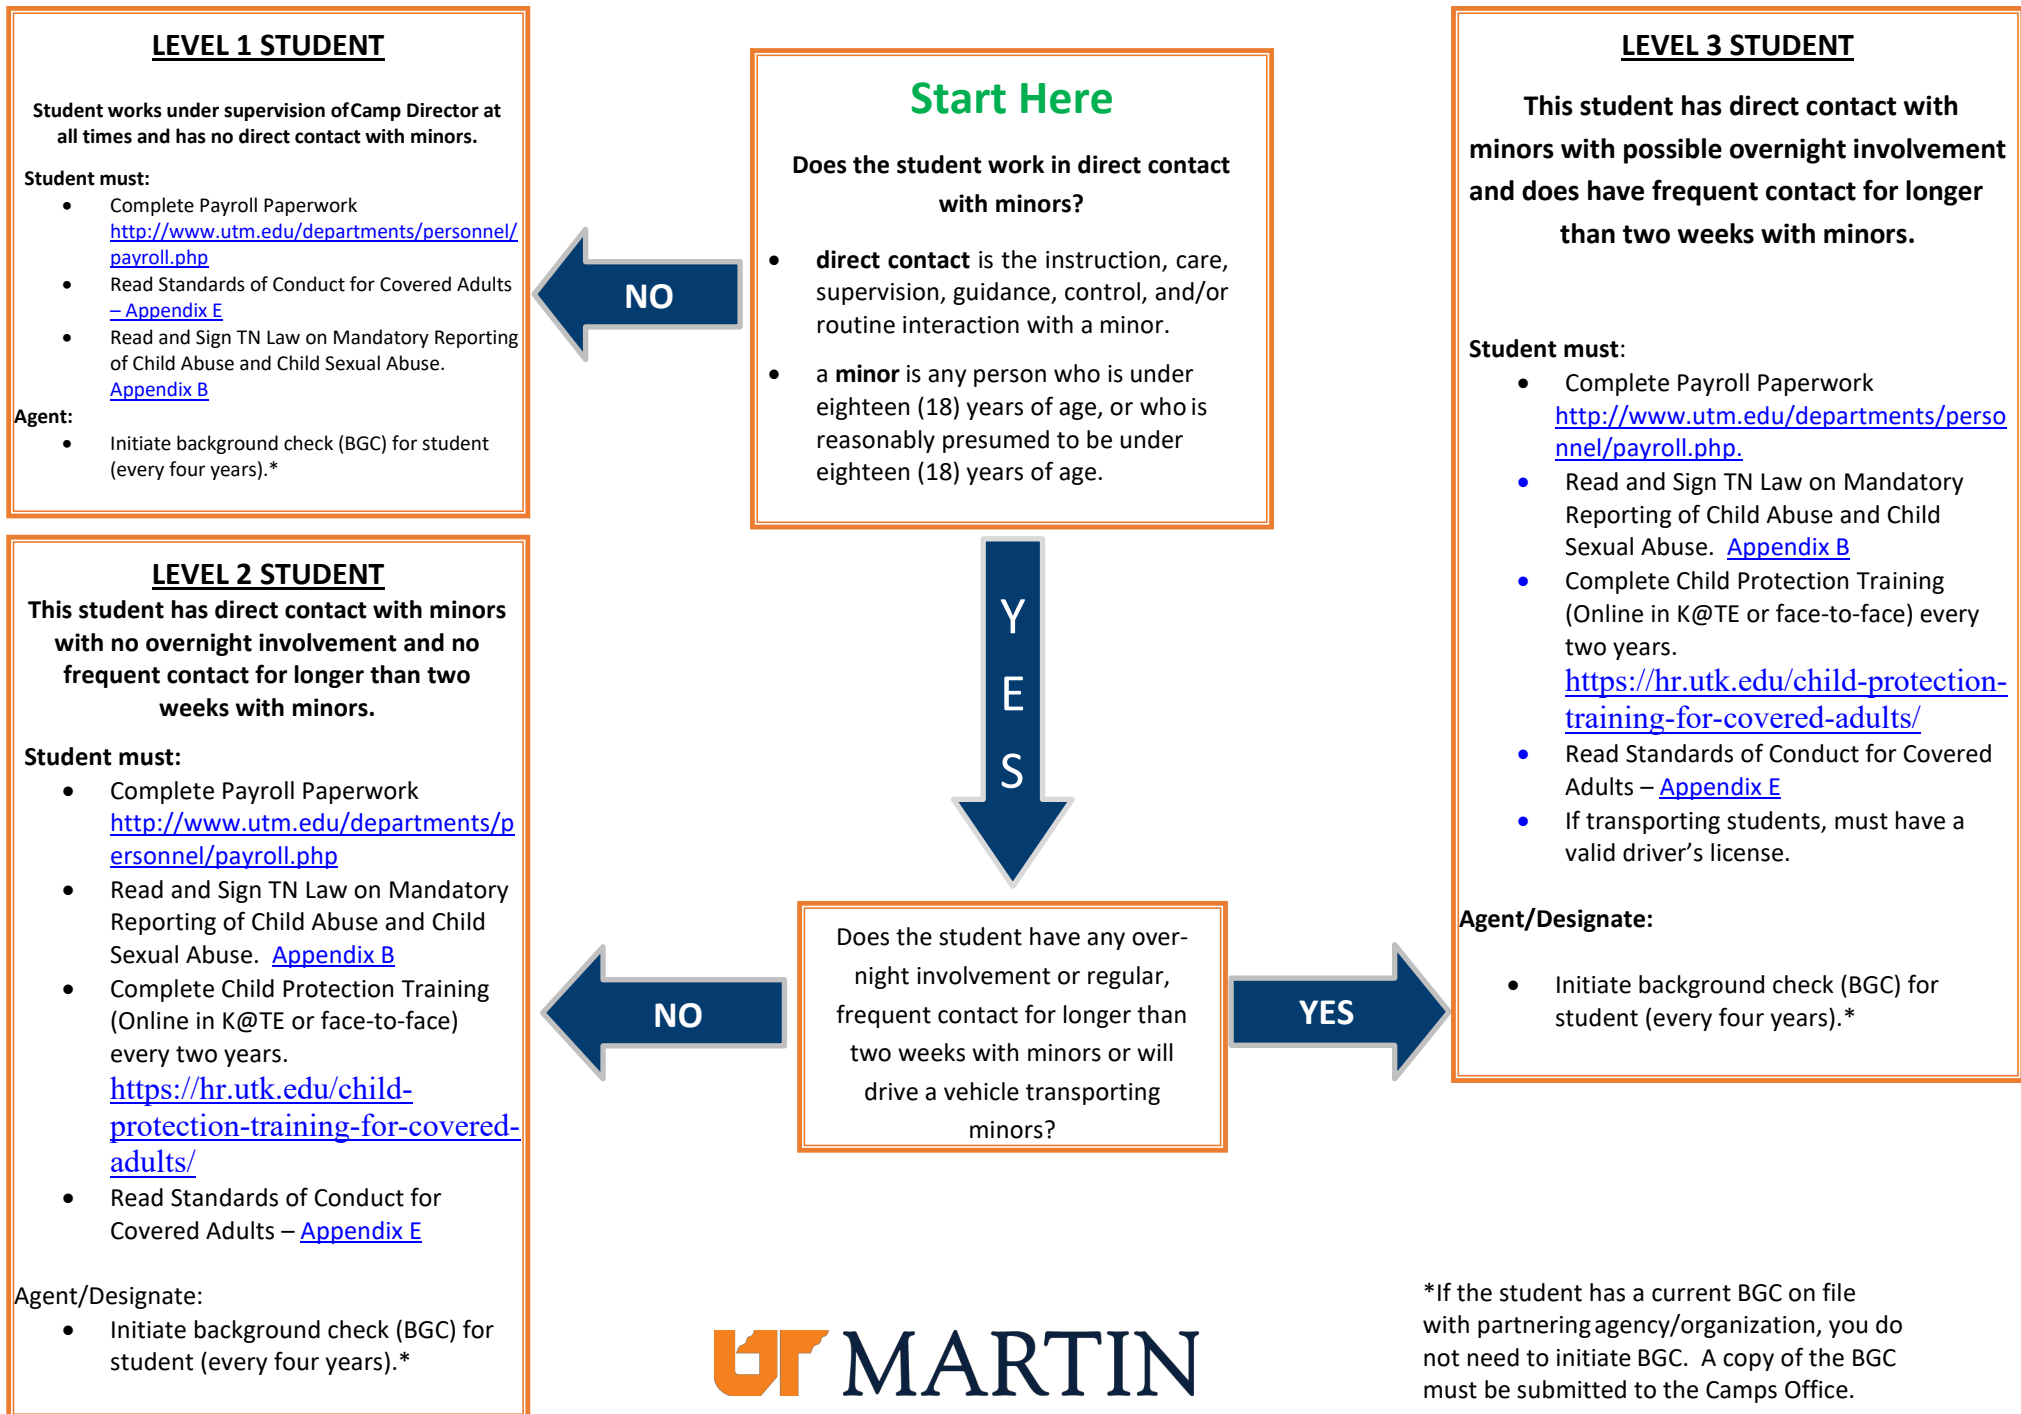 LEVEL 1 STUDENT
Student works under supervision of Camp Director at
all times and has no direct contact with minors.
Student must:
• Complete Payroll Paperwork
http://www.utm.edu/departments/personnel/
payroll.php
• Read Standards of Conduct for Covered Adults
– Appendix E
• Read and Sign TN Law on Mandatory Reporting
of Child Abuse and Child Sexual Abuse.
Appendix B
Agent:
• Initiate background check (BGC) for student
(every four years).*
NO
Start Here
Does the student work in direct contact
with minors?
• direct contact is the instruction, care,
supervision, guidance, control, and/or
routine interaction with a minor.
• a minor is any person who is under
eighteen (18) years of age, or who is
reasonably presumed to be under
eighteen (18) years of age.
YES
LEVEL 2 STUDENT
This student has direct contact with minors
with no overnight involvement and no
frequent contact for longer than two
weeks with minors.
Student must:
• Complete Payroll Paperwork
http://www.utm.edu/departments/p
ersonnel/payroll.php
• Read and Sign TN Law on Mandatory
Reporting of Child Abuse and Child
Sexual Abuse. Appendix B
• Complete Child Protection Training
(Online in K@TE or face-to-face)
every two years.
https://hr.utk.edu/child-
protection-training-for-covered-
adults/
• Read Standards of Conduct for
Covered Adults – Appendix E
Agent/Designate:
• Initiate background check (BGC) for
student (every four years).*
NO
Does the student have any over-
night involvement or regular,
frequent contact for longer than
two weeks with minors or will
drive a vehicle transporting
minors?
YES
LEVEL 3 STUDENT
This student has direct contact with
minors with possible overnight involvement
and does have frequent contact for longer
than two weeks with minors.
Student must:
• Complete Payroll Paperwork
http://www.utm.edu/departments/perso
nnel/payroll.php.
• Read and Sign TN Law on Mandatory
Reporting of Child Abuse and Child
Sexual Abuse. Appendix B
• Complete Child Protection Training
(Online in K@TE or face-to-face) every
two years.
https://hr.utk.edu/child-protection-
training-for-covered-adults/
• Read Standards of Conduct for Covered
Adults – Appendix E
• If transporting students, must have a
valid driver’s license.
Agent/Designate:
• Initiate background check (BGC) for
student (every four years).*
UT MARTIN
*If the student has a current BGC on file
with partnering agency/organization, you do
not need to initiate BGC. A copy of the BGC
must be submitted to the Camps Office.